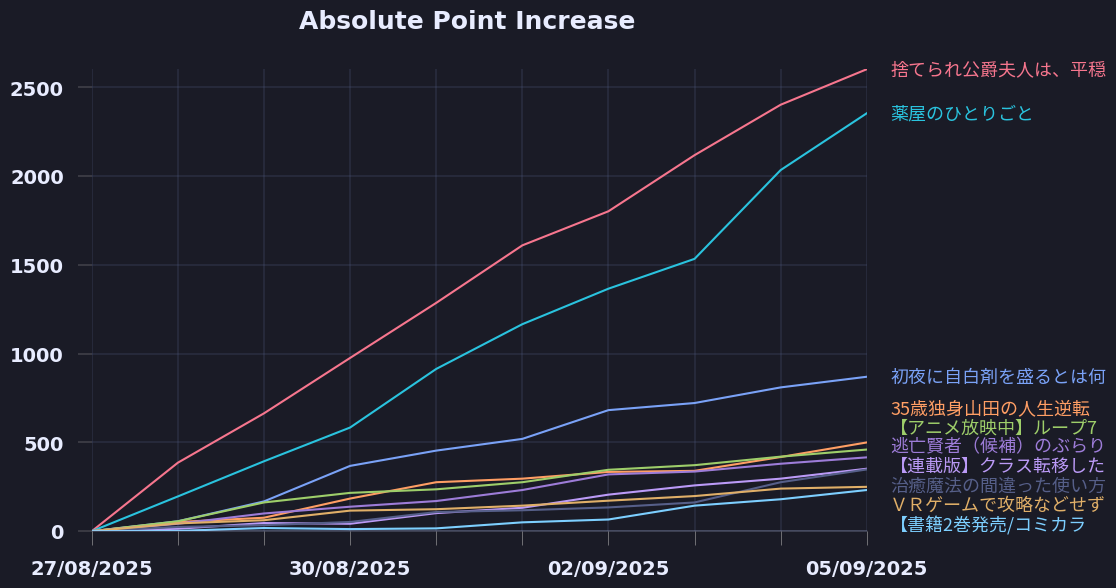 Absolute Point Increase
2500
2000
1500
1000
500
0
27/08/2025
30/08/2025
02/09/2025
05/09/2025
捨てられ公爵夫人は、平穏
薬屋のひとりごと
初夜に自白剤を盛るとは何
35歳独身山田の人生逆転
【アニメ放映中】ループ7
逃亡賢者（候補）のぶらり
【連載版】クラス転移した
治癒魔法の間違った使い方
ＶＲゲームで攻略などせず
【書籍2巻発売/コミカラ